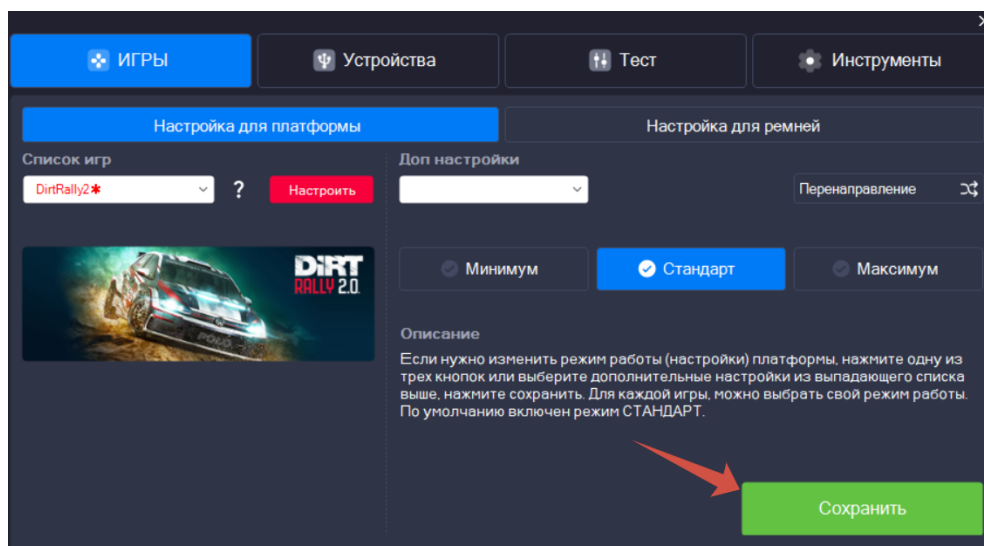 ИГРЫ
Устройства
Тест
Инструменты
Настройка для платформы
Настройка для ремней
Список игр
Доп настройки
DirtRally2✱
?
Настроить
Перенаправление
DiRT
RALLY 2.0
POLO
Минимум
Стандарт
Максимум
Описание
Если нужно изменить режим работы (настройки) платформы, нажмите одну из
трех кнопок или выберите дополнительные настройки из выпадающего списка
выше, нажмите сохранить. Для каждой игры, можно выбрать свой режим работы.
По умолчанию включен режим СТАНДАРТ.
Сохранить